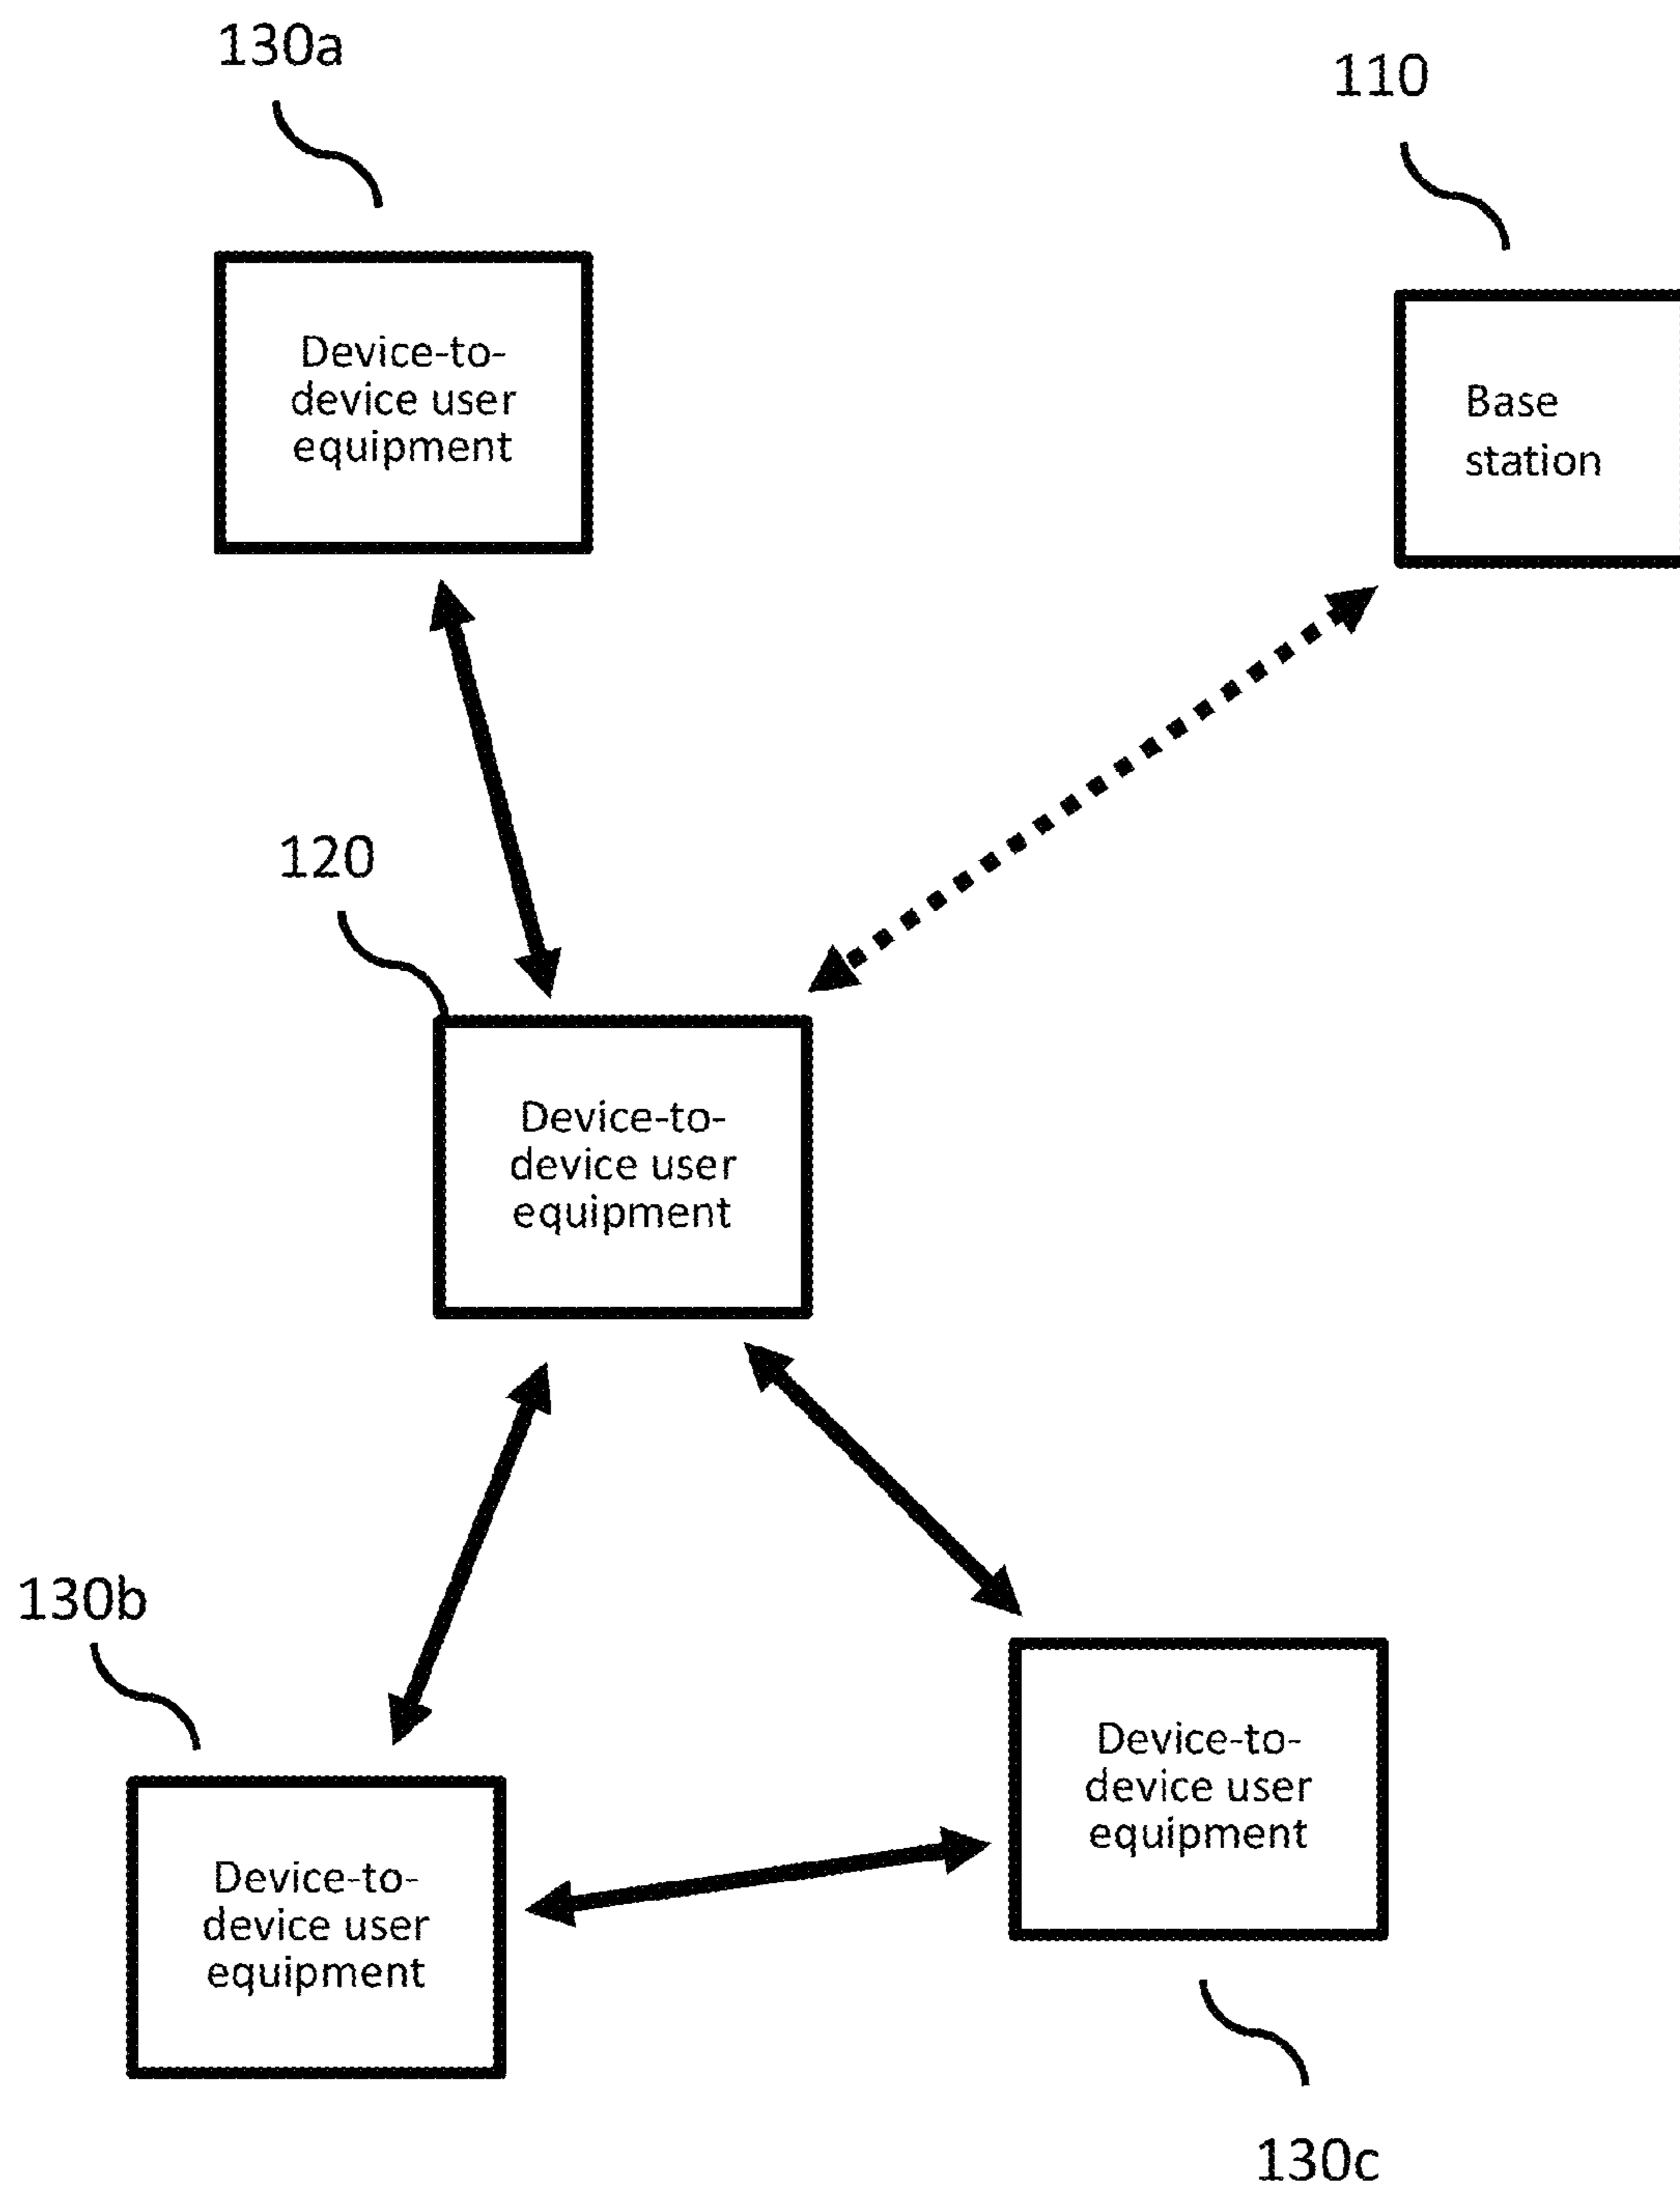 130a
110
Device-to-
device user
equipment
Base
station
120
Device-to-
device user
equipment
130b
Device-to-
device user
equipment
Device-to-
device user
equipment
130c